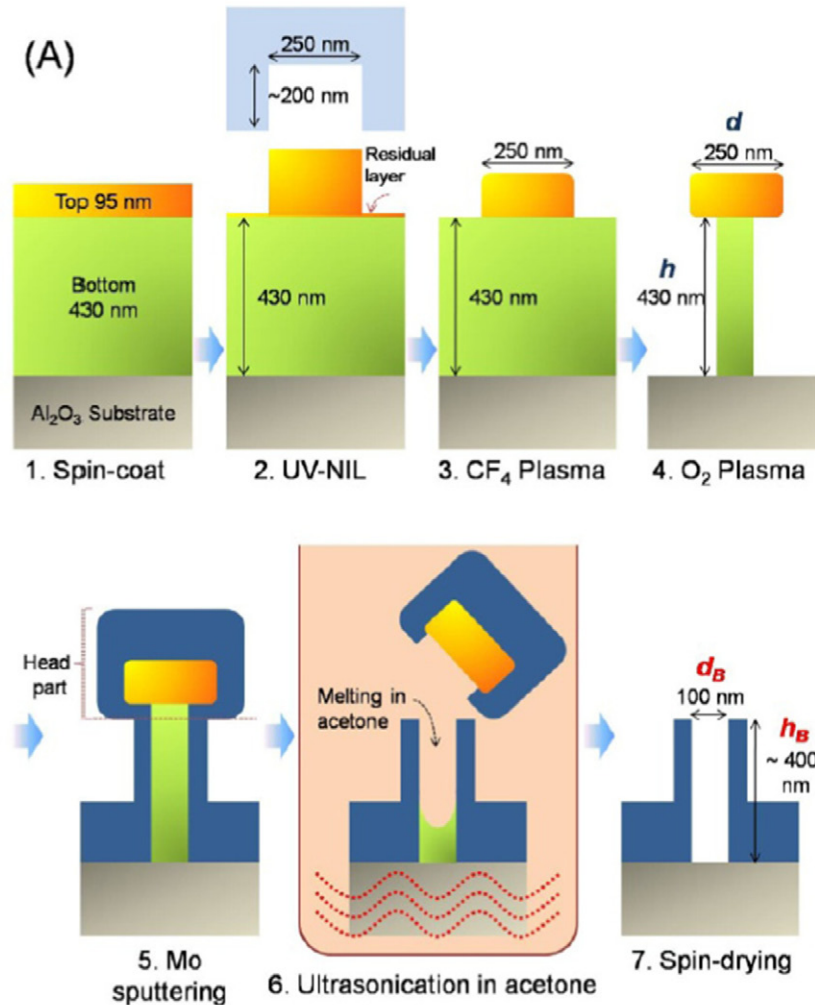 (A)
Top 95 nm
Bottom
430 nm
Al₂O₃ Substrate
1. Spin-coat
250 nm
~200 nm
Residual
layer
430 nm
2. UV-NIL
250 nm
430 nm
3. CF₄ Plasma
d
250 nm
h
430 nm
4. O₂ Plasma
Head
part
5. Mo
sputtering
Melting in
acetone
6. Ultrasonication in acetone
d_B
100 nm
h_B
~ 400
nm
7. Spin-drying